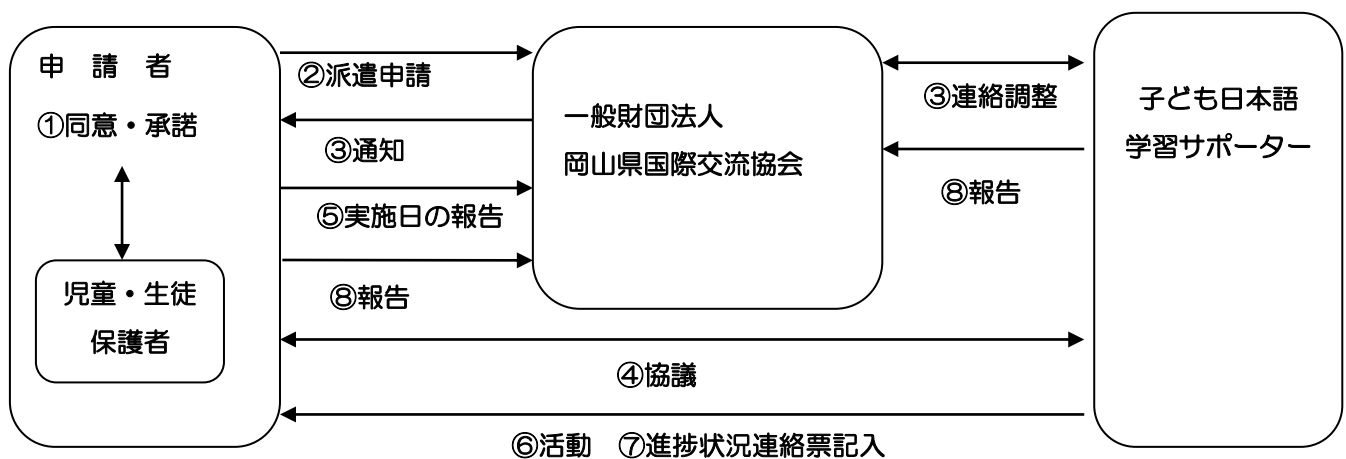 申　請　者
①同意・承諾
児童・生徒
保護者
②派遣申請
③通知
⑤実施日の報告
⑧報告
一般財団法人
岡山県国際交流協会
③連絡調整
⑧報告
子ども日本語
学習サポーター
④協議
⑥活動　⑦進捗状況連絡票記入